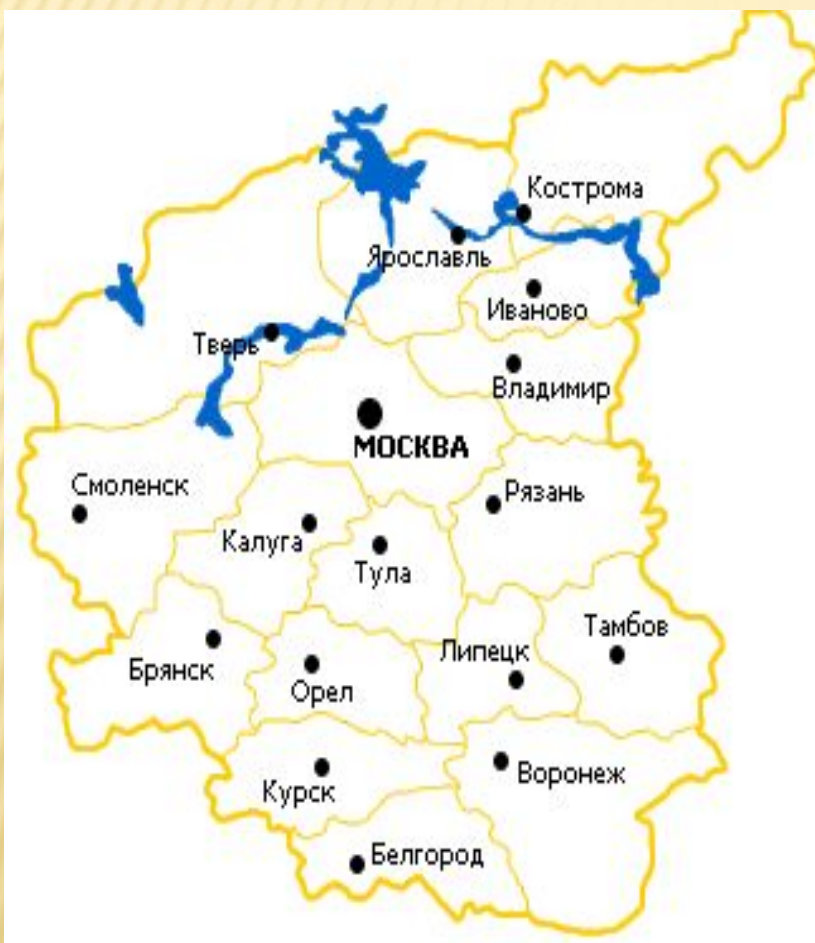 Кострома
Ярославль
Иваново
Тверь
Владимир
МОСКВА
Смоленск
Рязань
Калуга
Тула
Тамбов
Липецк
Брянск
Орел
Воронеж
Курск
Белгород